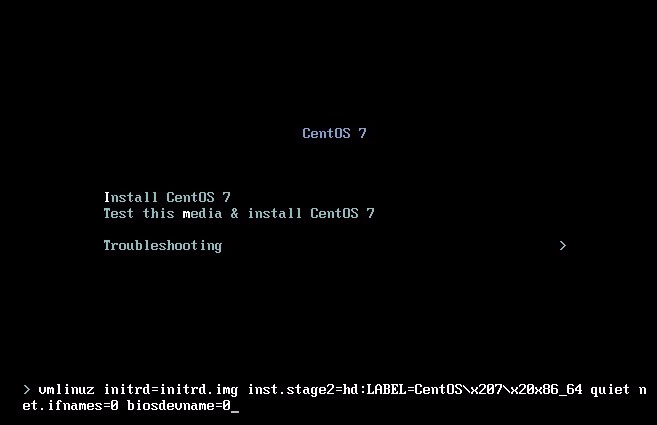 CentOS 7
Install CentOS 7
Test this media & install CentOS 7
Troubleshooting >
> vmlinuz initrd=initrd.img inst.stage2=hd:LABEL=CentOS\x207\x20x86_64 quiet n
et.ifnames=0 biosdevname=0_